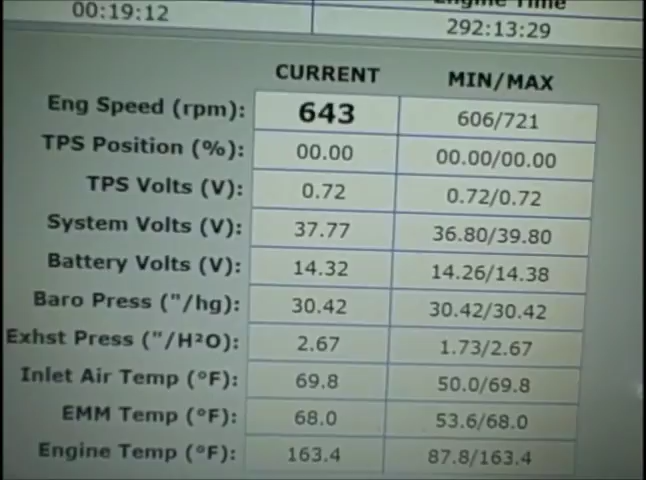 Engine Time
00:19:12 292:13:29
CURRENT MIN/MAX
Eng Speed (rpm): 643 606/721
TPS Position (%): 00.00 00.00/00.00
TPS Volts (V): 0.72 0.72/0.72
System Volts (V): 37.77 36.80/39.80
Battery Volts (V): 14.32 14.26/14.38
Baro Press ("/hg): 30.42 30.42/30.42
Exhst Press ("/H²O): 2.67 1.73/2.67
Inlet Air Temp (°F): 69.8 50.0/69.8
EMM Temp (°F): 68.0 53.6/68.0
Engine Temp (°F): 163.4 87.8/163.4